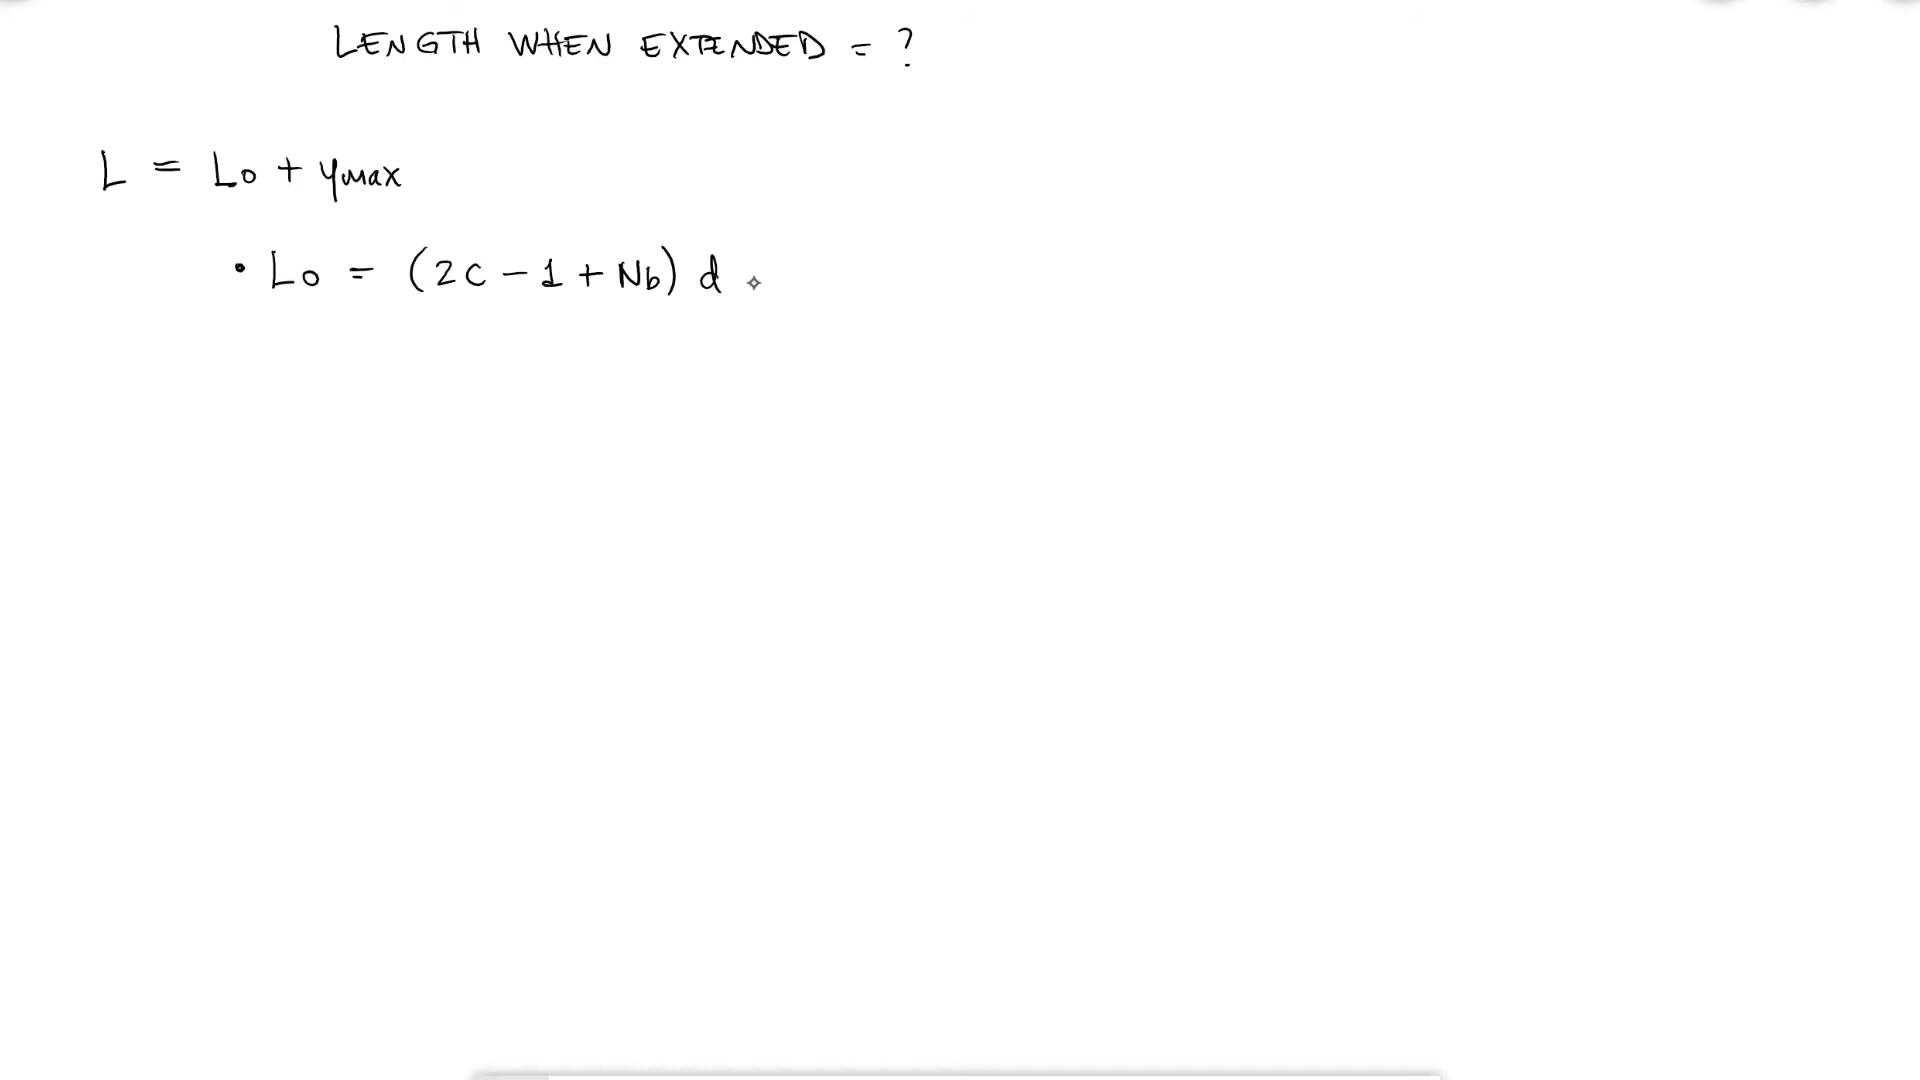 LENGTH WHEN EXTENDED = ?
L = Lo + ymax
• Lo = (2C - 1 + Nb) d